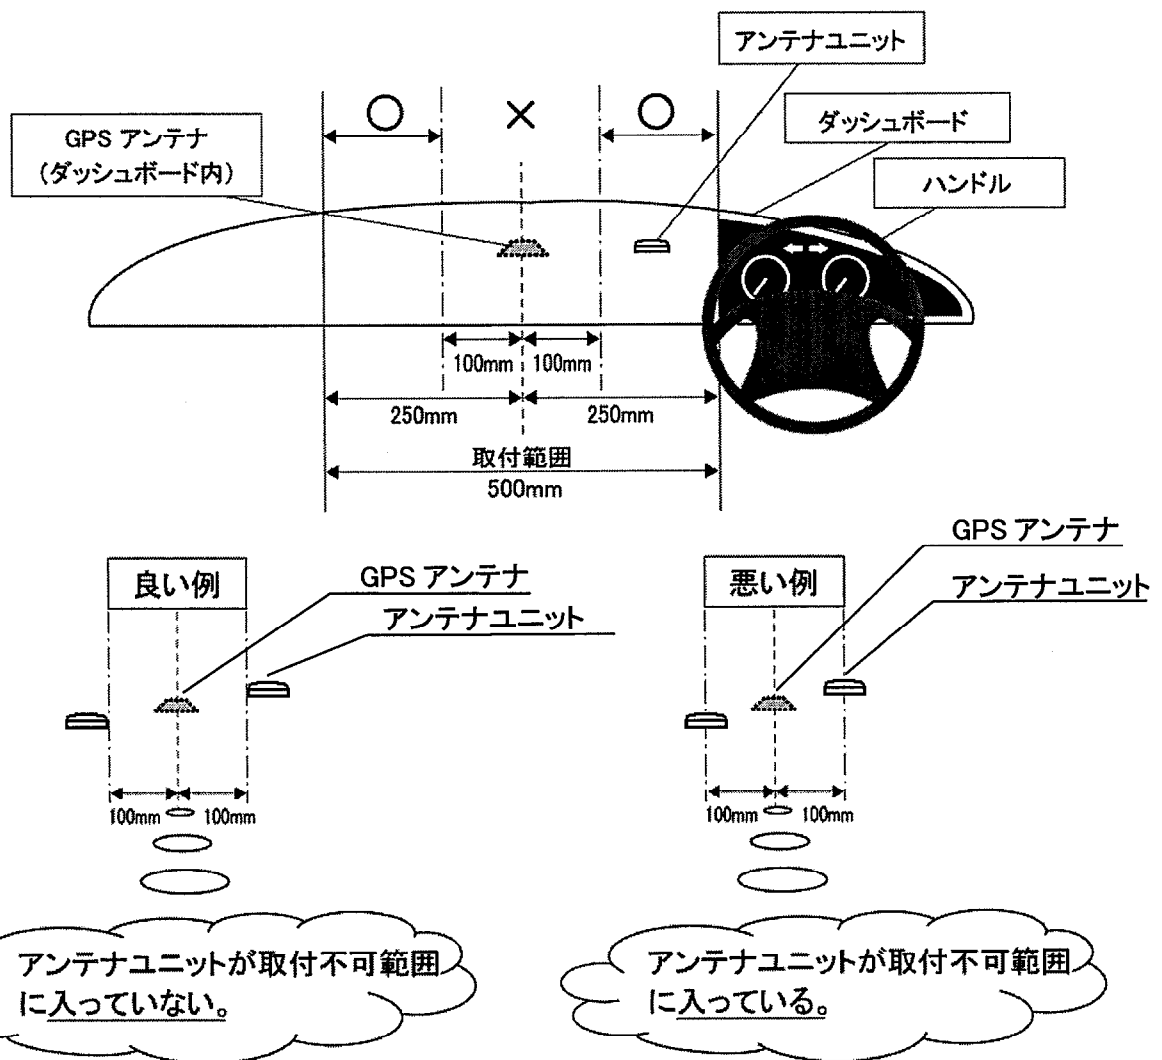 アンテナユニット
○
×
○
GPS アンテナ
(ダッシュボード内)
ダッシュボード
ハンドル
100mm
100mm
250mm
250mm
取付範囲
500mm
良い例
GPS アンテナ
アンテナユニット
100mm
100mm
アンテナユニットが取付不可範囲
に入っていない。
悪い例
GPS アンテナ
アンテナユニット
100mm
100mm
アンテナユニットが取付不可範囲
に入っている。